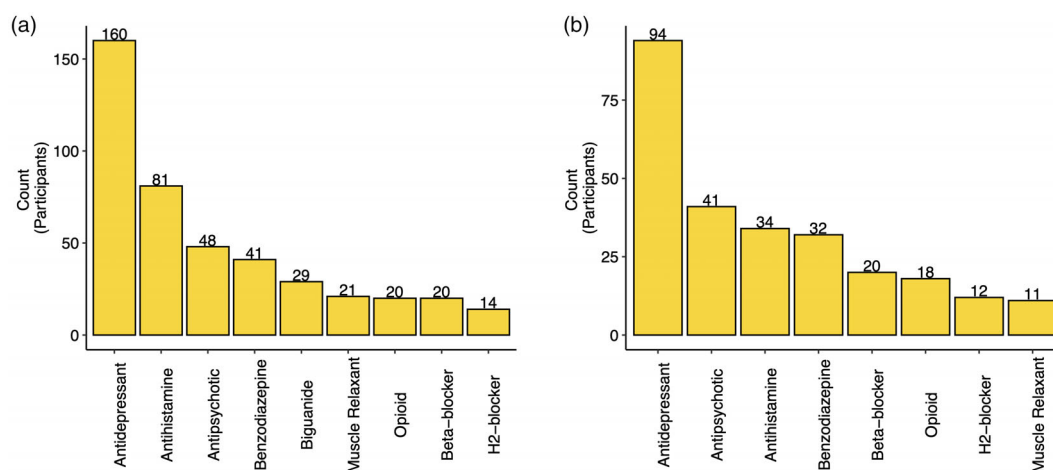 (a)
160
81
48
41
29
21
20
20
14
150
100
50
0
Count
(Participants)
Antidepressant
Antihistamine
Antipsychotic
Benzodiazepine
Biguanide
Muscle Relaxant
Opioid
Beta−blocker
H2−blocker
(b)
94
41
34
32
20
18
12
11
75
50
25
0
Count
(Participants)
Antidepressant
Antipsychotic
Antihistamine
Benzodiazepine
Beta−blocker
Opioid
H2−blocker
Muscle Relaxant